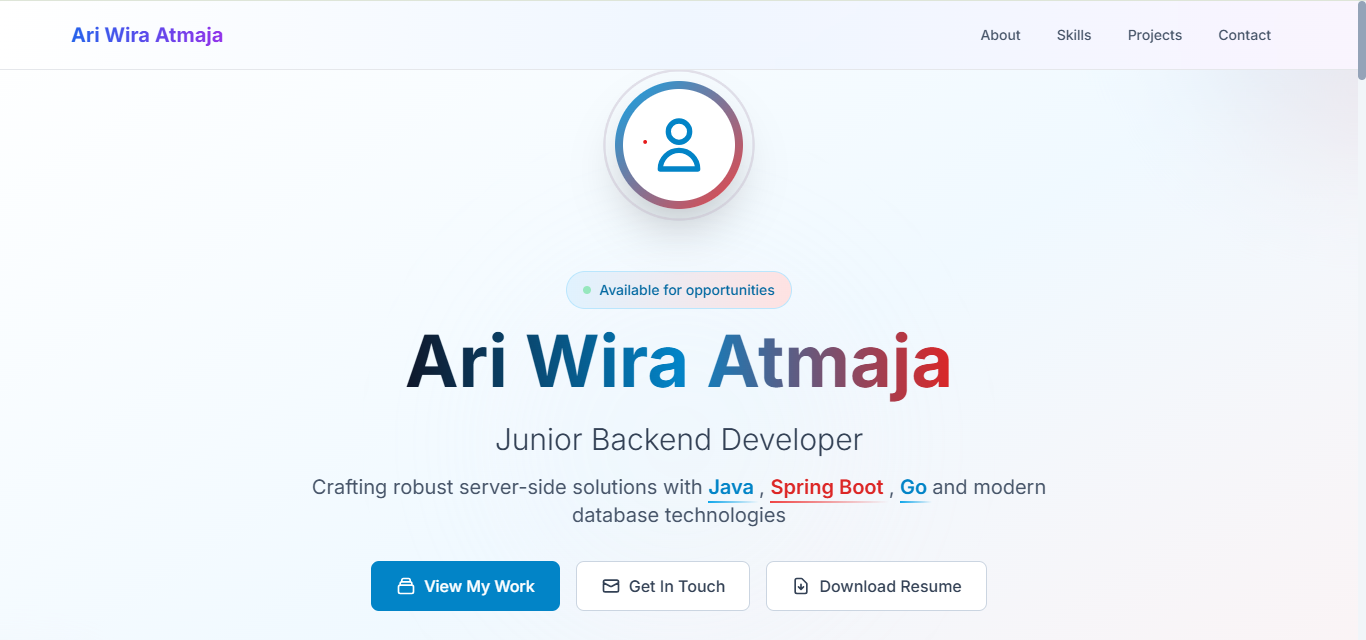 Ari Wira Atmaja
About Skills Projects Contact
Available for opportunities
Ari Wira Atmaja
Junior Backend Developer
Crafting robust server-side solutions with Java , Spring Boot , Go and modern
database technologies
View My Work Get In Touch Download Resume